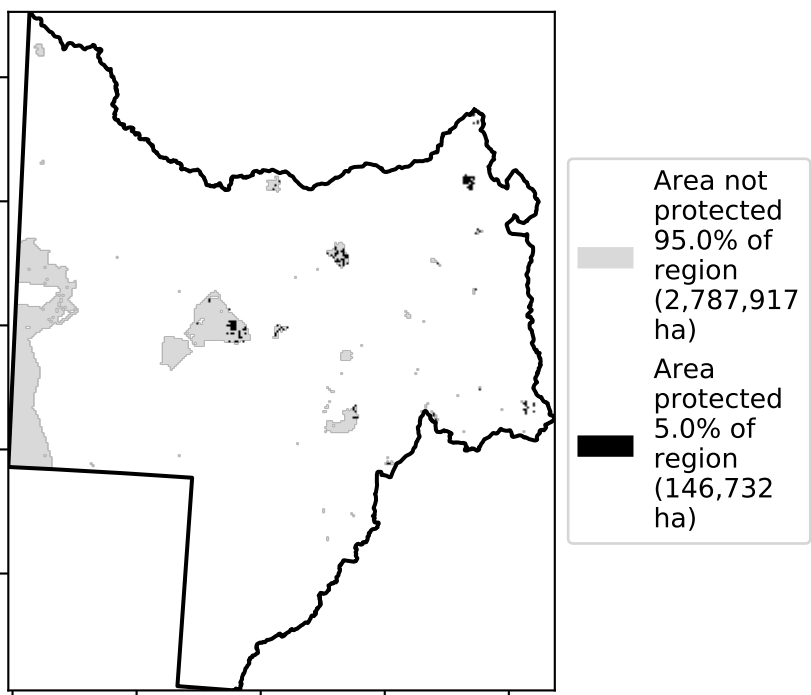 Area not
protected
95.0% of
region
(2,787,917
ha)
Area
protected
5.0% of
region
(146,732
ha)